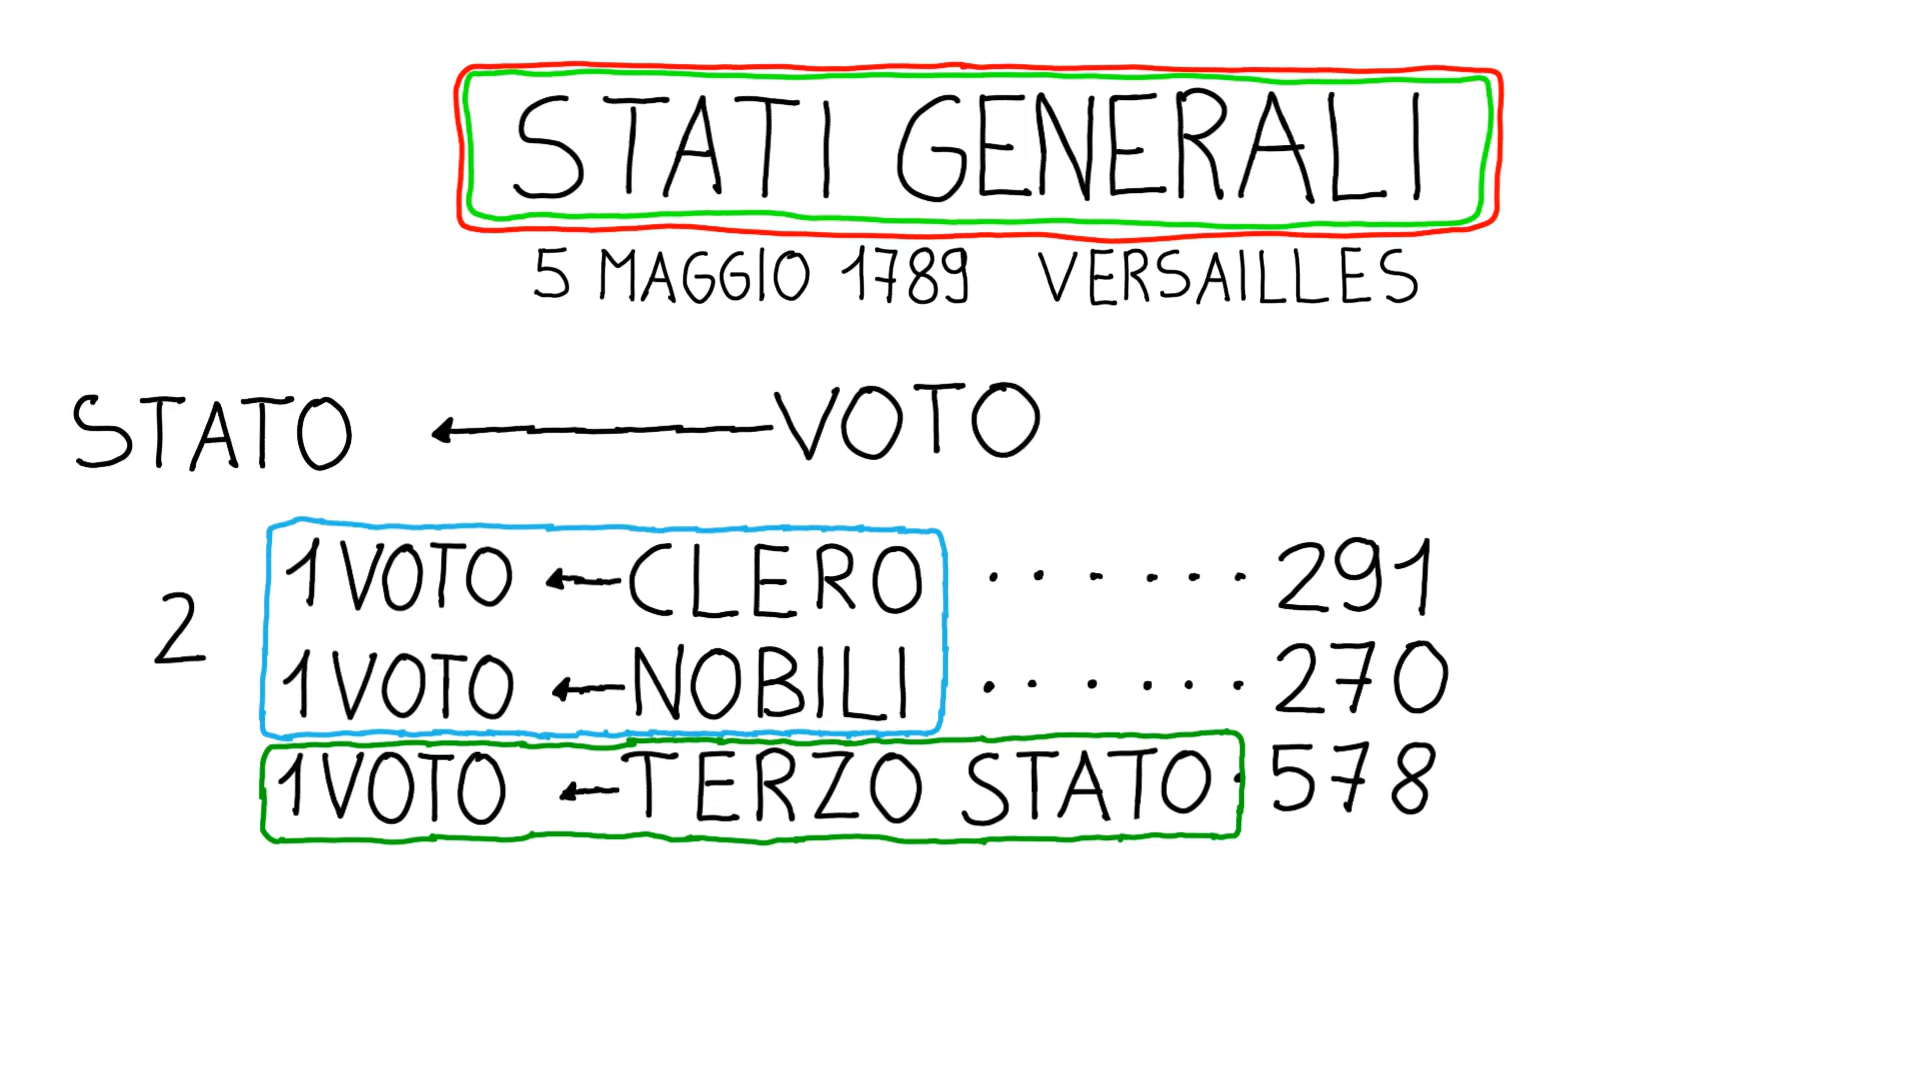 STATI GENERALI
5 MAGGIO 1789 VERSAILLES
STATO ← VOTO
1 VOTO ← CLERO ...... 291
2
1 VOTO ← NOBILI ...... 270
1 VOTO ← TERZO STATO . 578